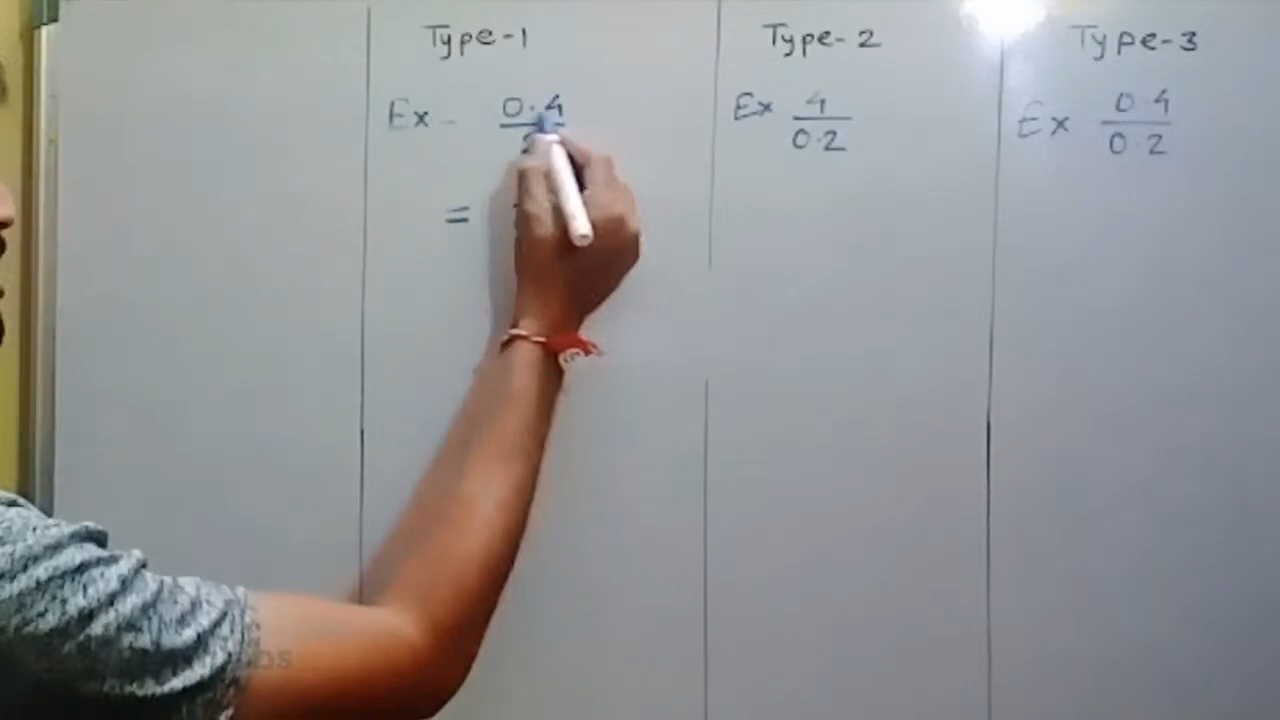 Type-1
Ex - 0.4
=
Type-2
Ex 4
0.2
Type-3
Ex 0.4
0.2